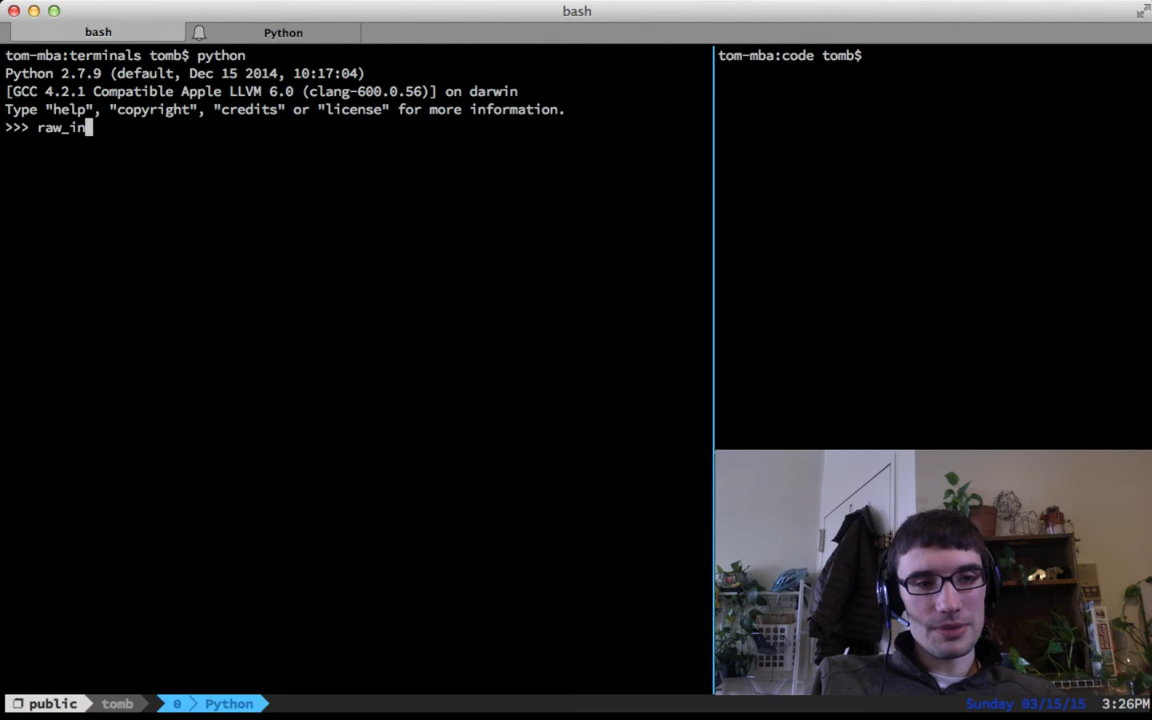 bash
bash
Python
tom-mba:terminals tomb$ python
Python 2.7.9 (default, Dec 15 2014, 10:17:04)
[GCC 4.2.1 Compatible Apple LLVM 6.0 (clang-600.0.56)] on darwin
Type "help", "copyright", "credits" or "license" for more information.
>>> raw_in
tom-mba:code tomb$
public tomb 0 Python
Sunday 03/15/15 3:26PM